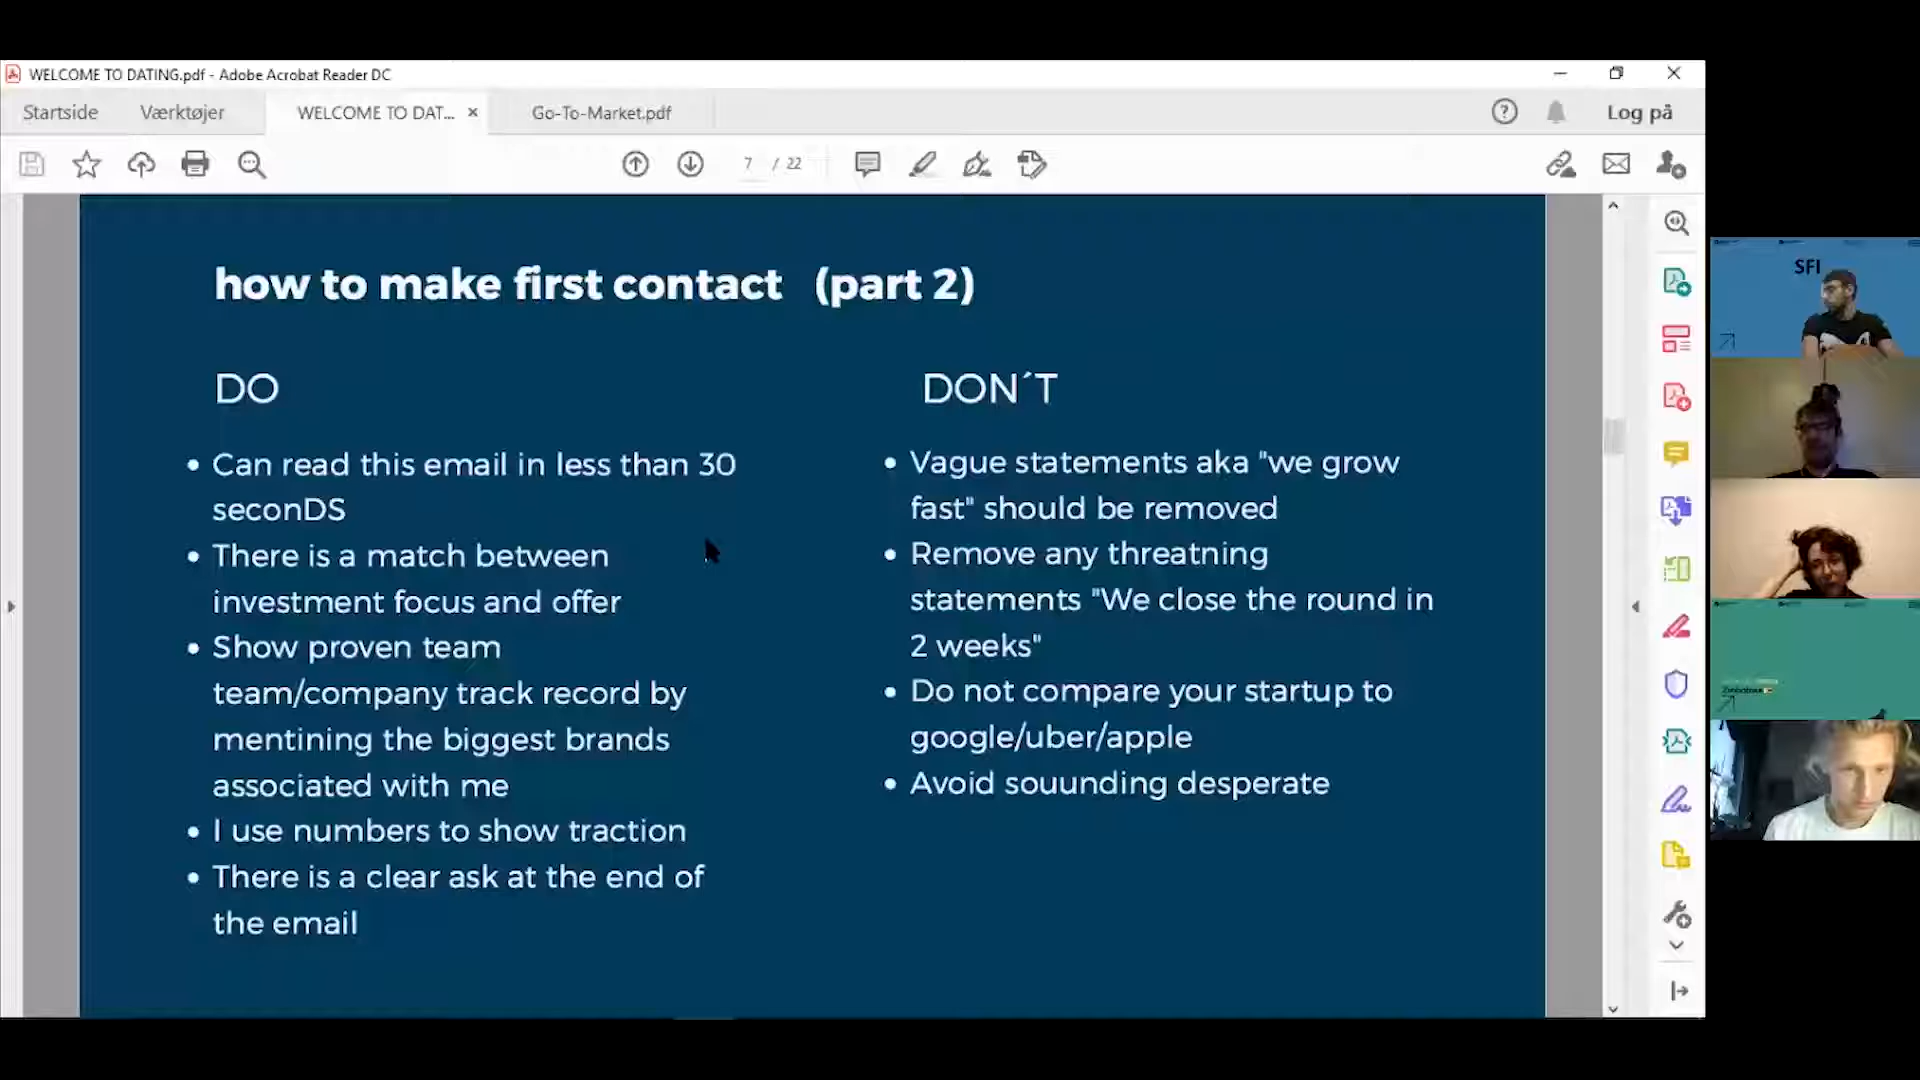 WELCOME TO DATING.pdf - Adobe Acrobat Reader DC
Startside
Værktøjer
WELCOME TO DAT...
Go-To-Market.pdf
Log på
7 / 22
how to make first contact (part 2)
DO
Can read this email in less than 30
seconDS
There is a match between
investment focus and offer
Show proven team
team/company track record by
mentining the biggest brands
associated with me
I use numbers to show traction
There is a clear ask at the end of
the email
DON´T
Vague statements aka "we grow
fast" should be removed
Remove any threatning
statements "We close the round in
2 weeks"
Do not compare your startup to
google/uber/apple
Avoid souunding desperate
SFI